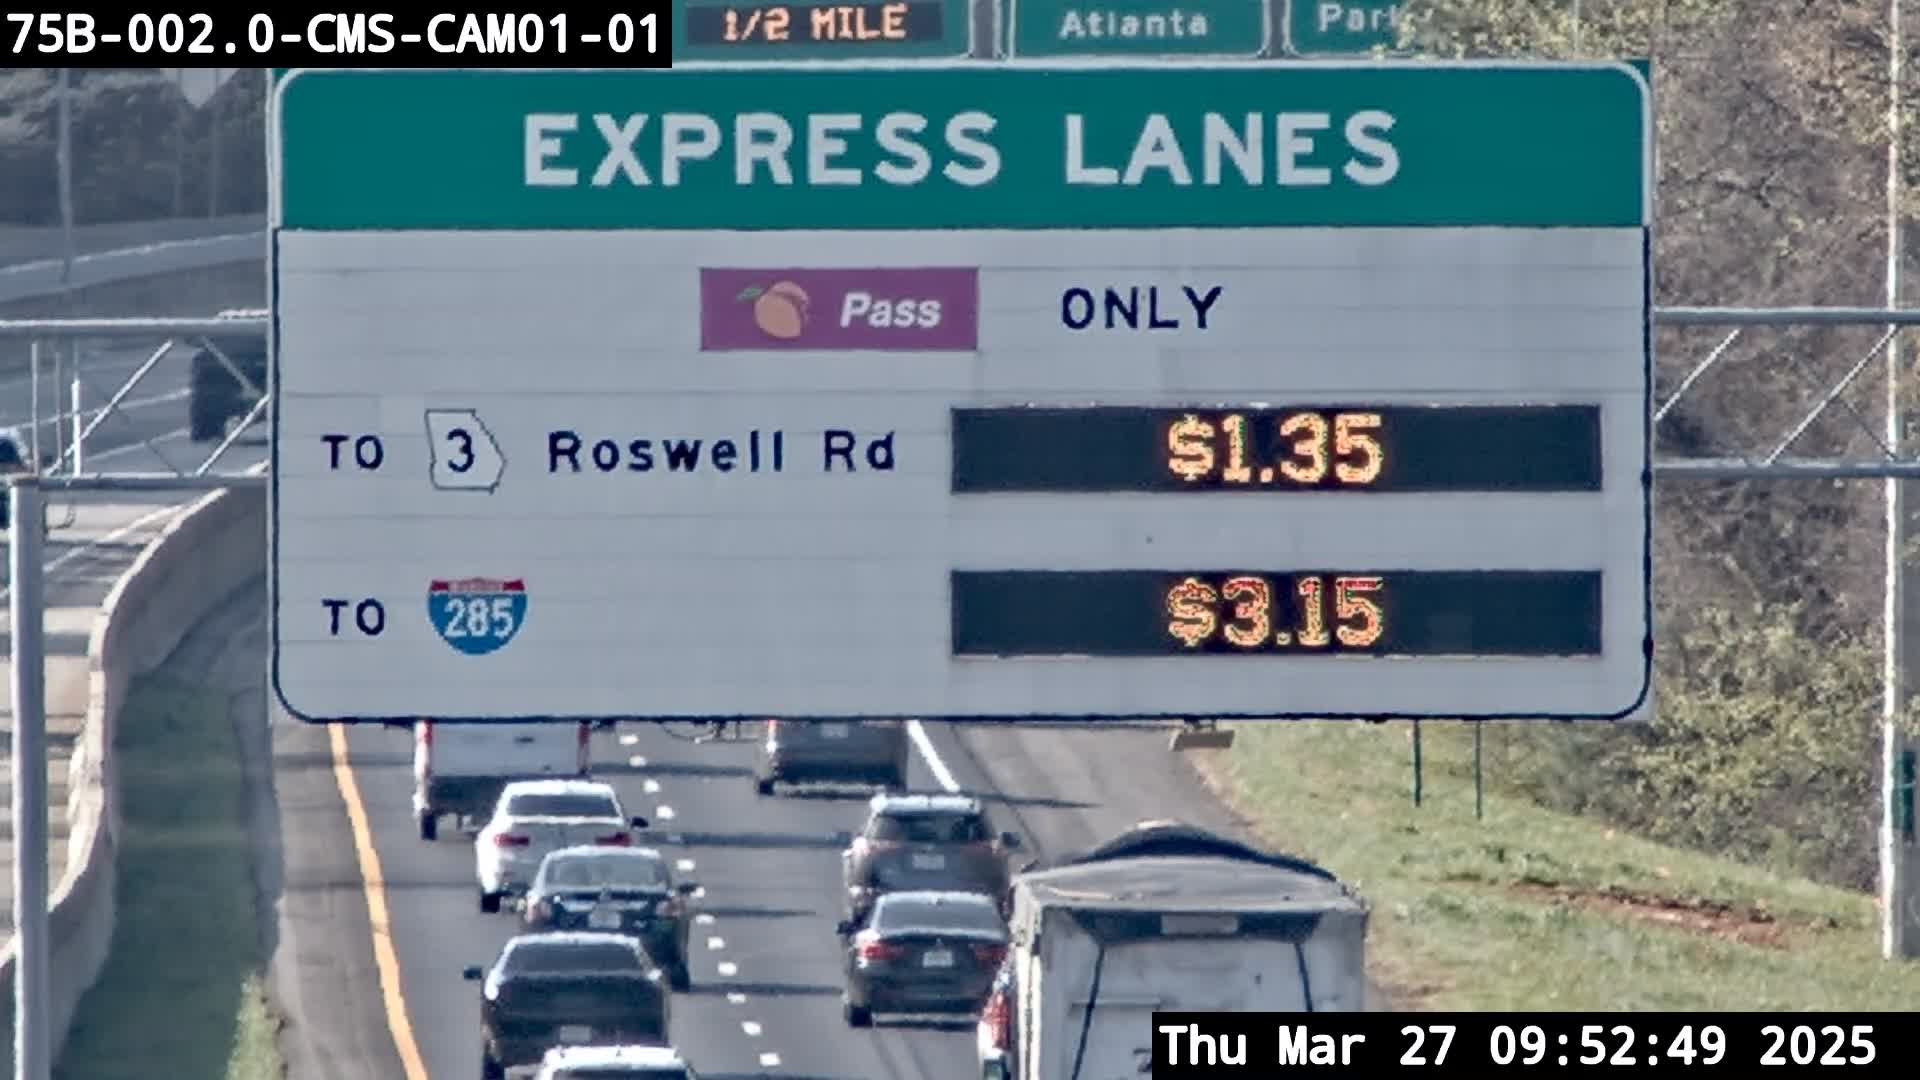 75B-002.0-CMS-CAM01-01
1/2 MILE
Atlanta
EXPRESS LANES
Pass ONLY
TO 3 Roswell Rd $1.35
TO 285 $3.15
Thu Mar 27 09:52:49 2025